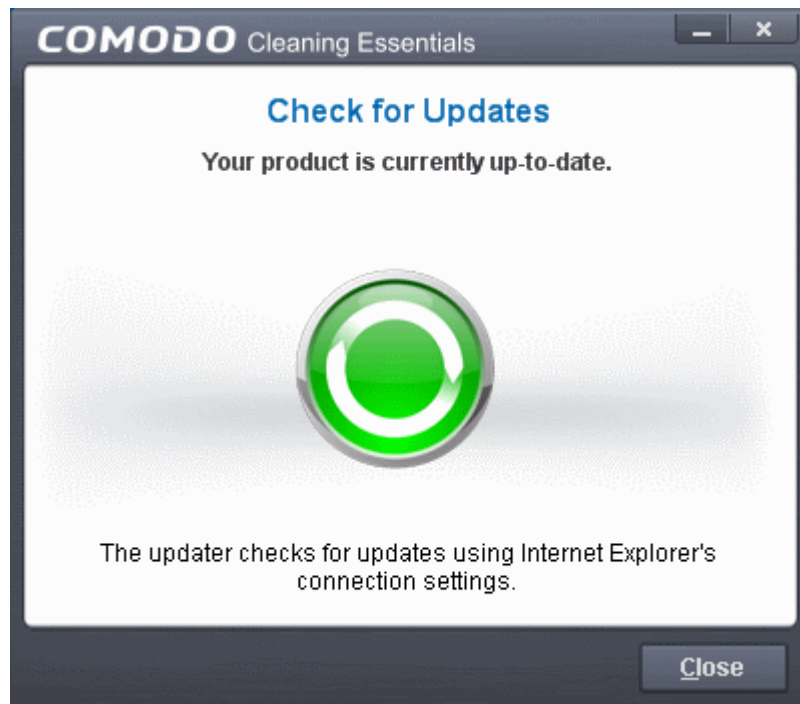 COMODO Cleaning Essentials
Check for Updates
Your product is currently up-to-date.
The updater checks for updates using Internet Explorer's
connection settings.
Close